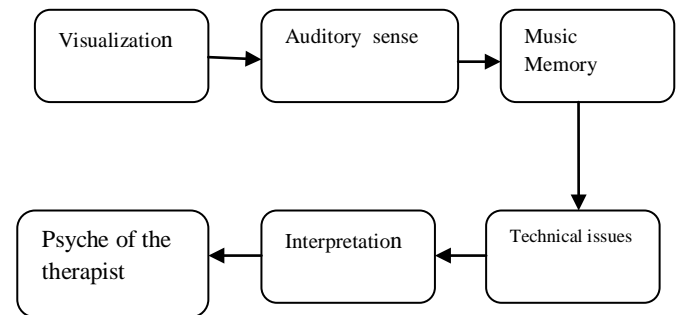 Visualization
Auditory sense
Music
Memory
Technical issues
Interpretation
Psyche of the
therapist